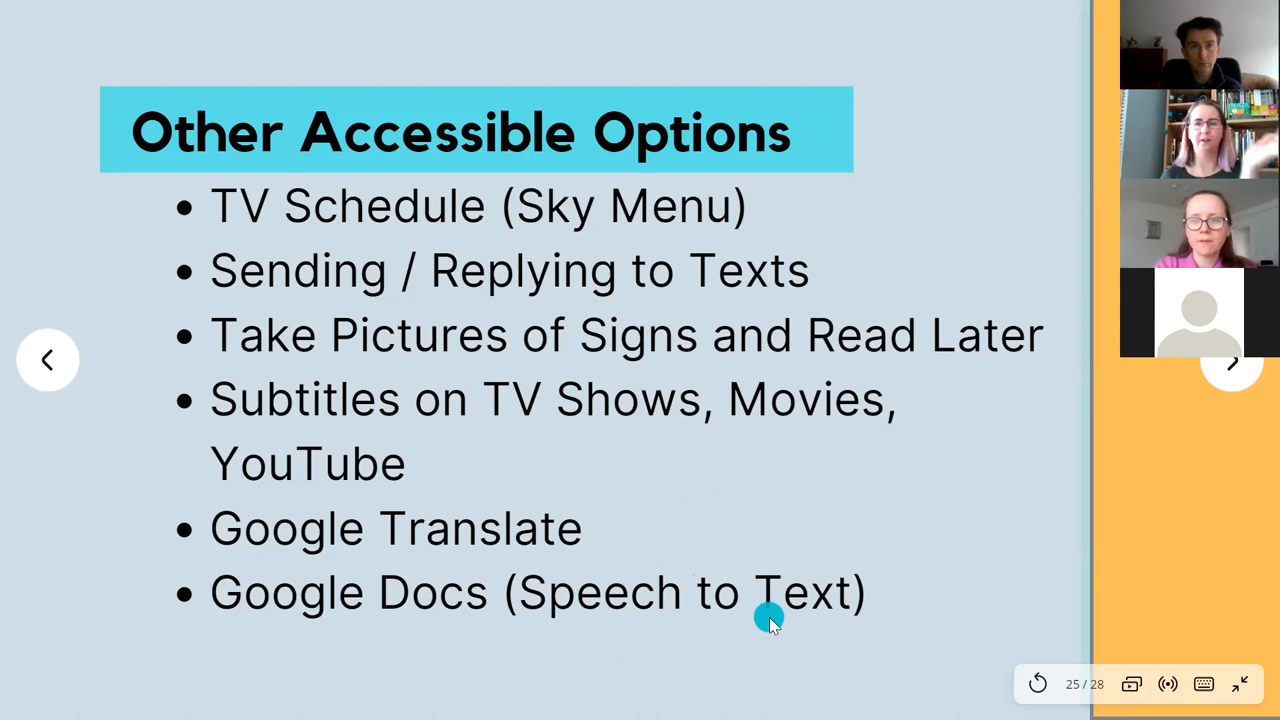 Other Accessible Options
• TV Schedule (Sky Menu)
• Sending / Replying to Texts
• Take Pictures of Signs and Read Later
• Subtitles on TV Shows, Movies,
YouTube
• Google Translate
• Google Docs (Speech to Text)
25 / 28